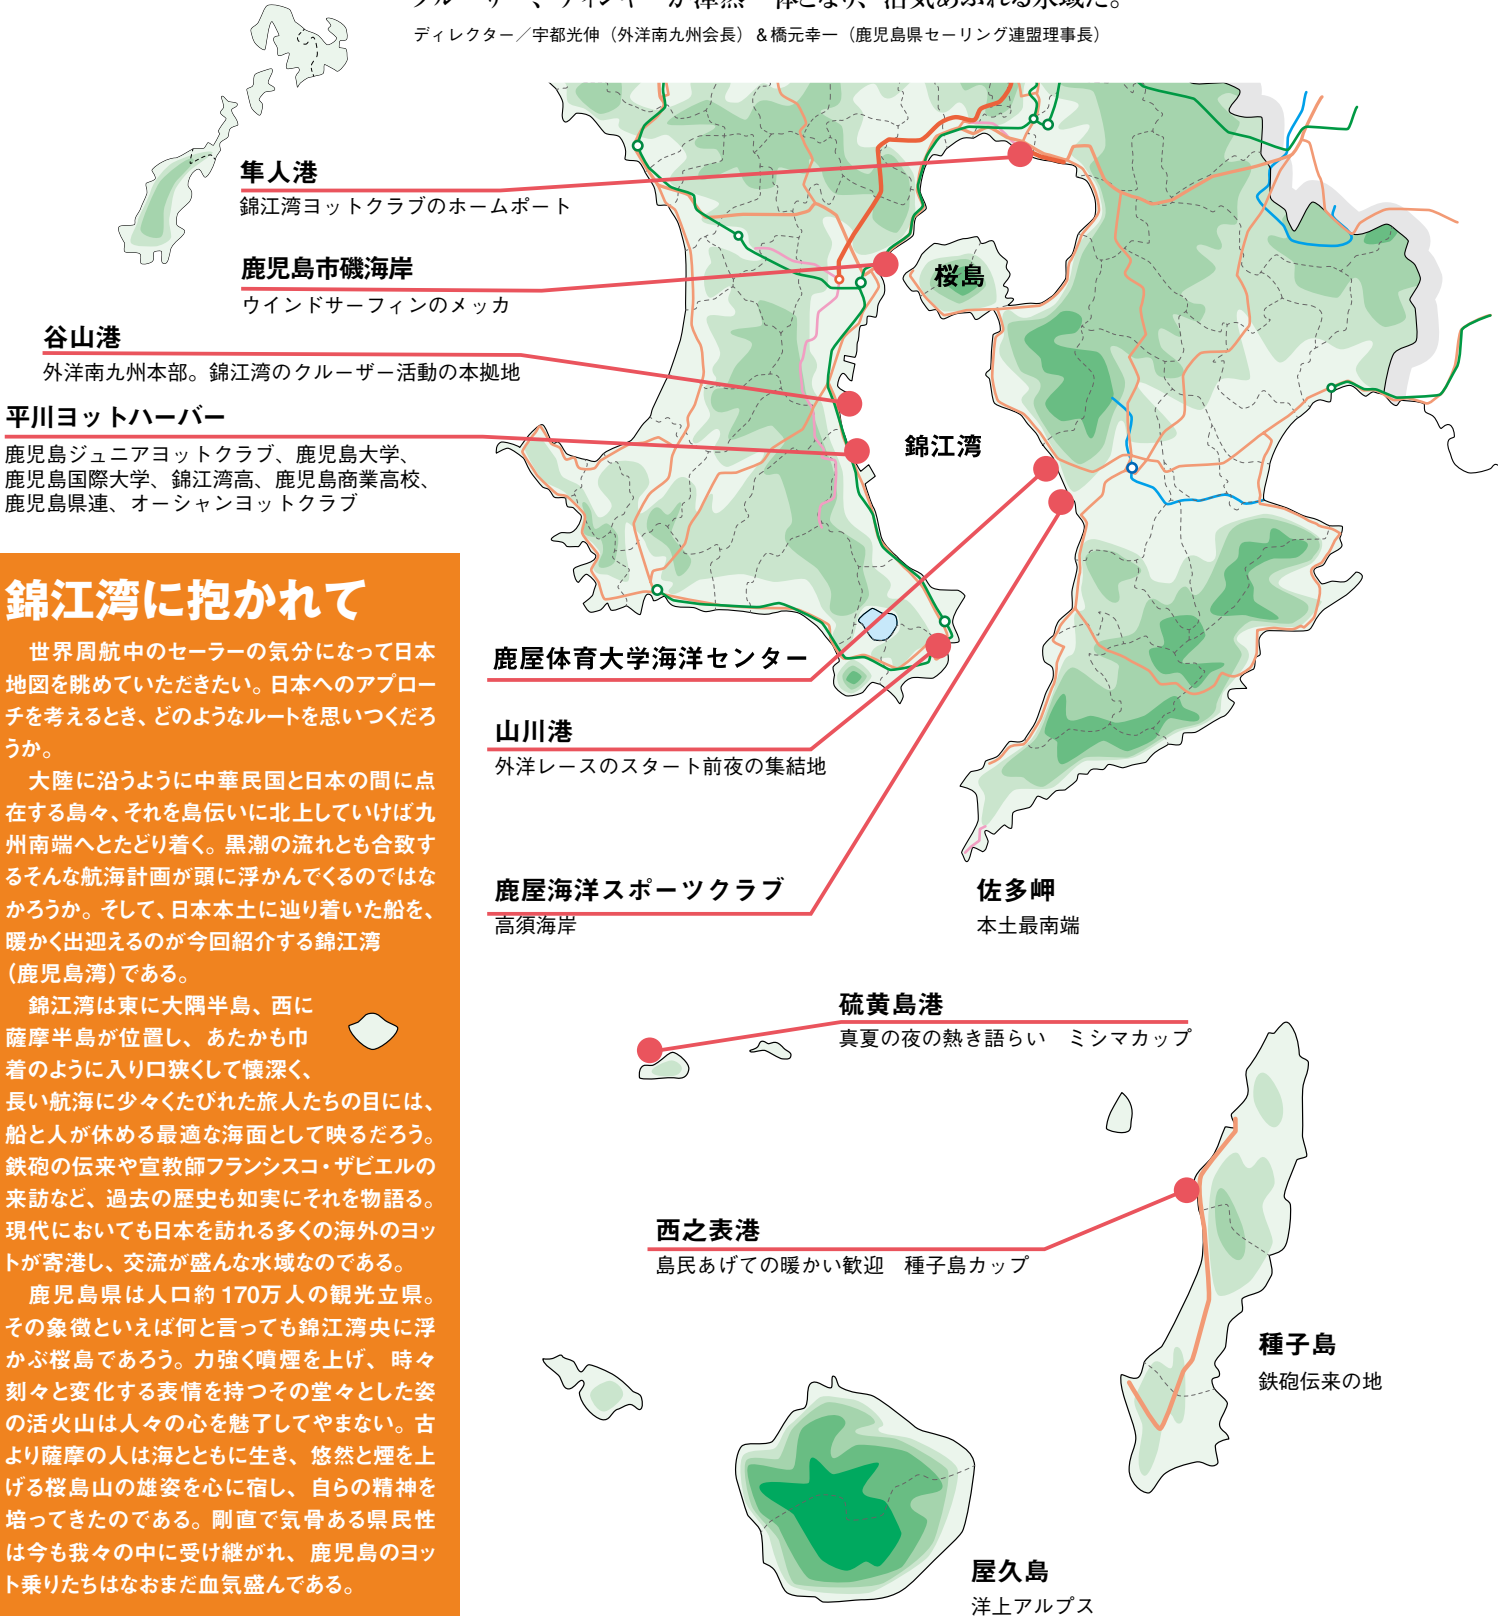 クルーザー、ディンギーが渾然一体となり、活気あふれる水域だ。
ディレクター／宇都光伸（外洋南九州会長）＆橋元幸一（鹿児島県セーリング連盟理事長）
隼人港
錦江湾ヨットクラブのホームポート
鹿児島市磯海岸
ウインドサーフィンのメッカ
桜島
谷山港
外洋南九州本部。錦江湾のクルーザー活動の本拠地
平川ヨットハーバー
鹿児島ジュニアヨットクラブ、鹿児島大学、
鹿児島国際大学、錦江湾高、鹿児島商業高校、
鹿児島県連、オーシャンヨットクラブ
錦江湾
錦江湾に抱かれて
世界周航中のセーラーの気分になって日本
地図を眺めていただきたい。日本へのアプロー
チを考えるとき、どのようなルートを思いつくだろ
うか。
大陸に沿うように中華民国と日本の間に点
在する島々、それを島伝いに北上していけば九
州南端へとたどり着く。黒潮の流れとも合致す
るそんな航海計画が頭に浮かんでくるのではな
かろうか。そして、日本本土に辿り着いた船を、
暖かく出迎えるのが今回紹介する錦江湾
（鹿児島湾）である。
錦江湾は東に大隅半島、西に
薩摩半島が位置し、あたかも巾
着のように入り口狭くして懐深く、
長い航海に少々くたびれた旅人たちの目には、
船と人が休める最適な海面として映るだろう。
鉄砲の伝来や宣教師フランシスコ・ザビエルの
来訪など、過去の歴史も如実にそれを物語る。
現代においても日本を訪れる多くの海外のヨッ
トが寄港し、交流が盛んな水域なのである。
鹿児島県は人口約170万人の観光立県。
その象徴といえば何と言っても錦江湾央に浮
かぶ桜島であろう。力強く噴煙を上げ、時々
刻々と変化する表情を持つその堂々とした姿
の活火山は人々の心を魅了してやまない。古
より薩摩の人は海とともに生き、悠然と煙を上
げる桜島山の雄姿を心に宿し、自らの精神を
培ってきたのである。剛直で気骨ある県民性
は今も我々の中に受け継がれ、鹿児島のヨッ
ト乗りたちはなおまだ血気盛んである。
鹿屋体育大学海洋センター
山川港
外洋レースのスタート前夜の集結地
鹿屋海洋スポーツクラブ
高須海岸
佐多岬
本土最南端
硫黄島港
真夏の夜の熱き語らい　ミシマカップ
西之表港
島民あげての暖かい歓迎　種子島カップ
種子島
鉄砲伝来の地
屋久島
洋上アルプス